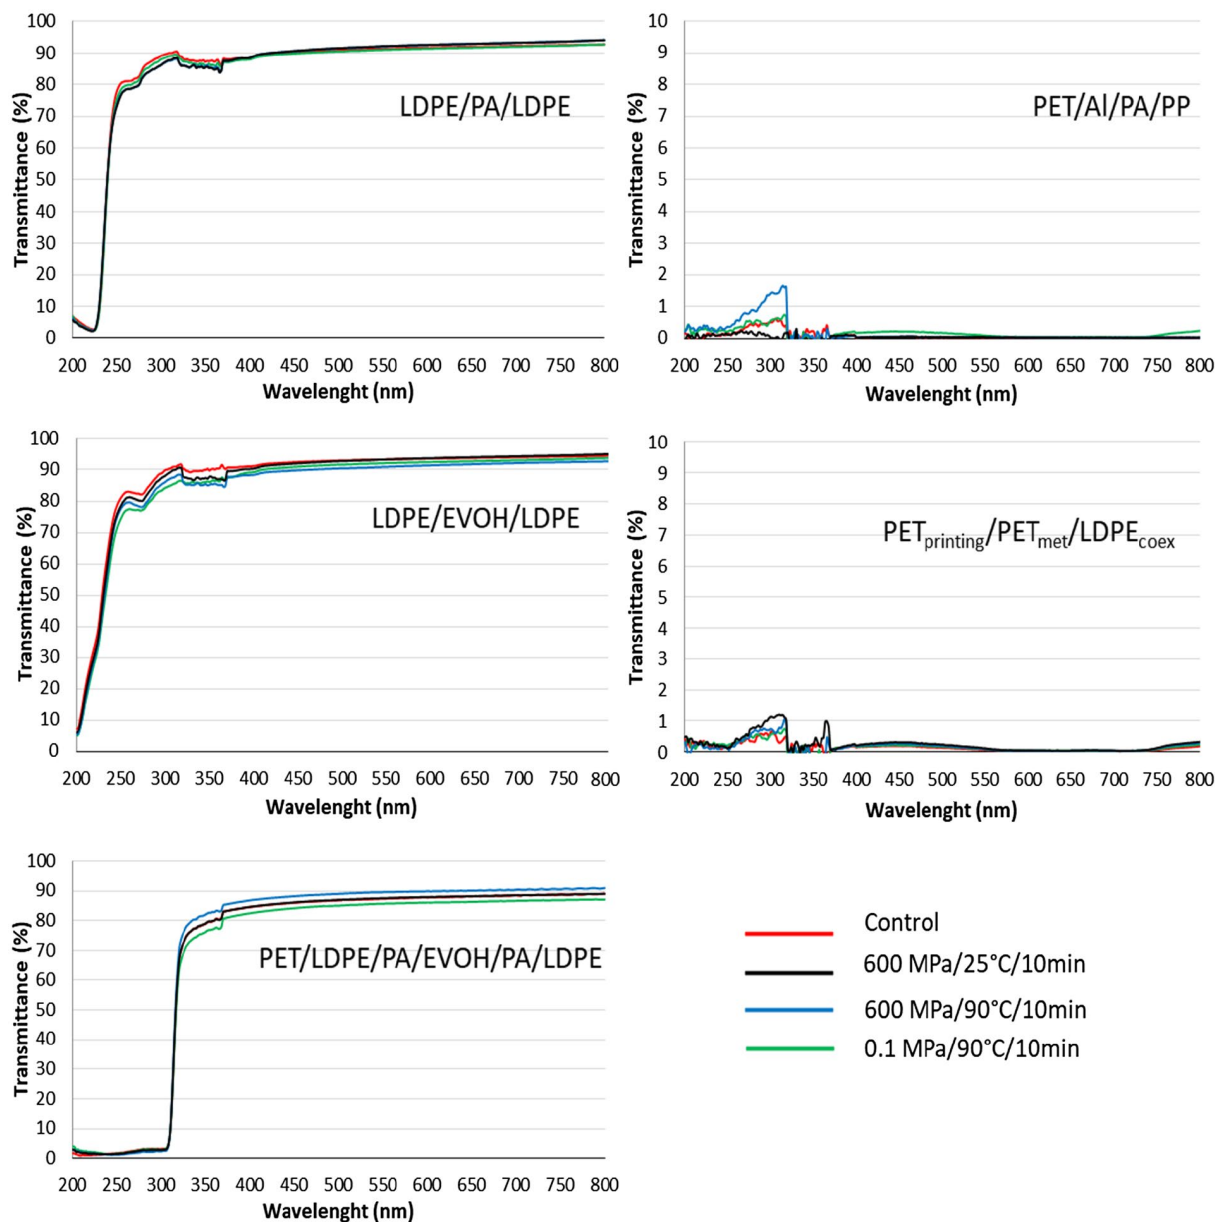 100
90
80
70
60
50
40
30
20
10
0
Transmittance (%)
LDPE/PA/LDPE
200 250 300 350 400 450 500 550 600 650 700 750 800
Wavelenght (nm)
10
9
8
7
6
5
4
3
2
1
0
Transmittance (%)
PET/Al/PA/PP
200 250 300 350 400 450 500 550 600 650 700 750 800
Wavelenght (nm)
100
90
80
70
60
50
40
30
20
10
0
Transmittance (%)
LDPE/EVOH/LDPE
200 250 300 350 400 450 500 550 600 650 700 750 800
Wavelenght (nm)
10
9
8
7
6
5
4
3
2
1
0
Transmittance (%)
PETprinting/PETmet/LDPEcoex
200 250 300 350 400 450 500 550 600 650 700 750 800
Wavelenght (nm)
100
90
80
70
60
50
40
30
20
10
0
Transmittance (%)
PET/LDPE/PA/EVOH/PA/LDPE
200 250 300 350 400 450 500 550 600 650 700 750 800
Wavelenght (nm)
Control
600 MPa/25°C/10min
600 MPa/90°C/10min
0.1 MPa/90°C/10min